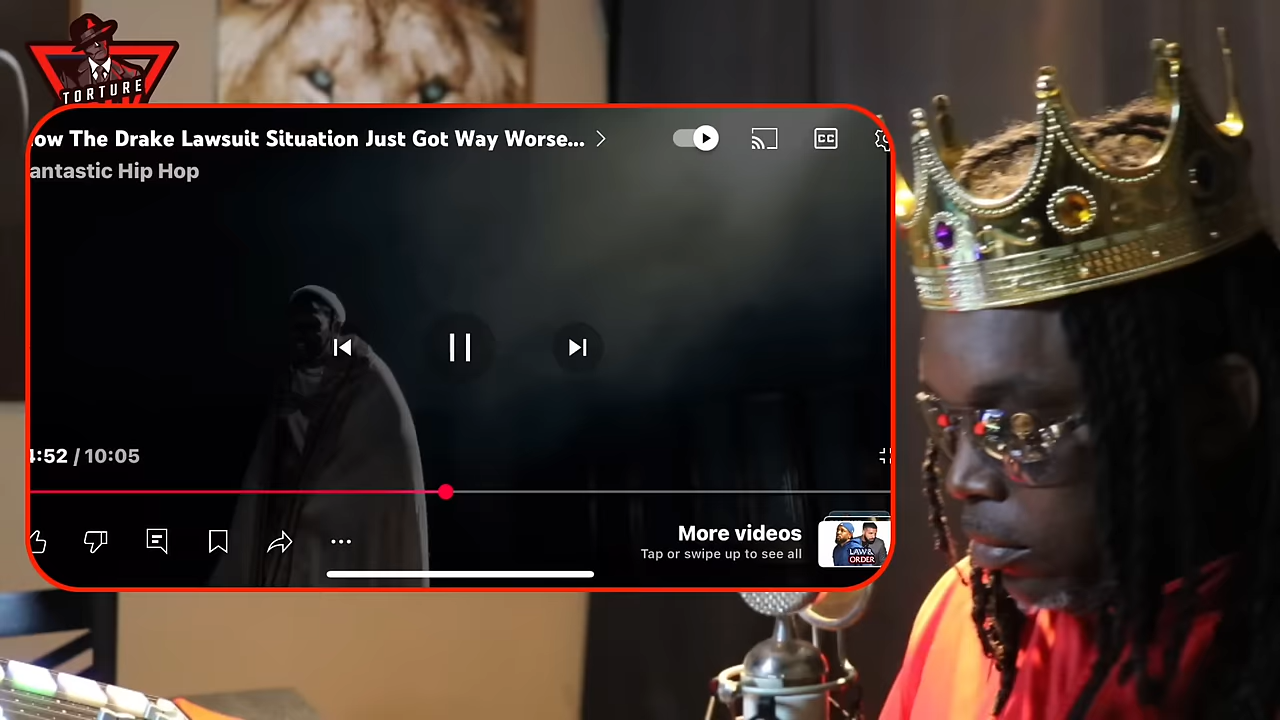 TORTURE
ow The Drake Lawsuit Situation Just Got Way Worse...
antastic Hip Hop
CC
4:52 / 10:05
More videos
Tap or swipe up to see all
LAW&
ORDER